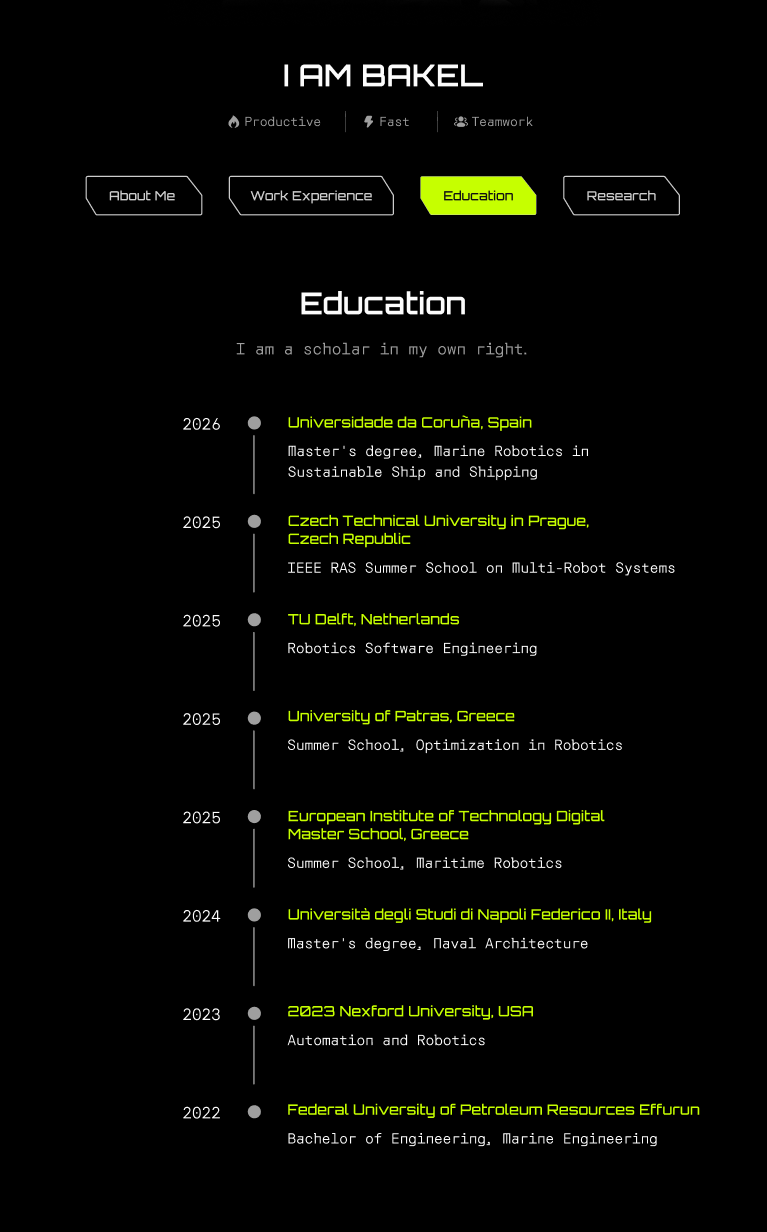 I AM BAKEL
Productive
Fast
Teamwork
About Me
Work Experience
Education
Research
Education
I am a scholar in my own right.
2026
Universidade da Coruña, Spain
Master's degree, Marine Robotics in
Sustainable Ship and Shipping
2025
Czech Technical University in Prague,
Czech Republic
IEEE RAS Summer School on Multi-Robot Systems
2025
TU Delft, Netherlands
Robotics Software Engineering
2025
University of Patras, Greece
Summer School, Optimization in Robotics
2025
European Institute of Technology Digital
Master School, Greece
Summer School, Maritime Robotics
2024
Università degli Studi di Napoli Federico II, Italy
Master's degree, Naval Architecture
2023
2023 Nexford University, USA
Automation and Robotics
2022
Federal University of Petroleum Resources Effurun
Bachelor of Engineering, Marine Engineering